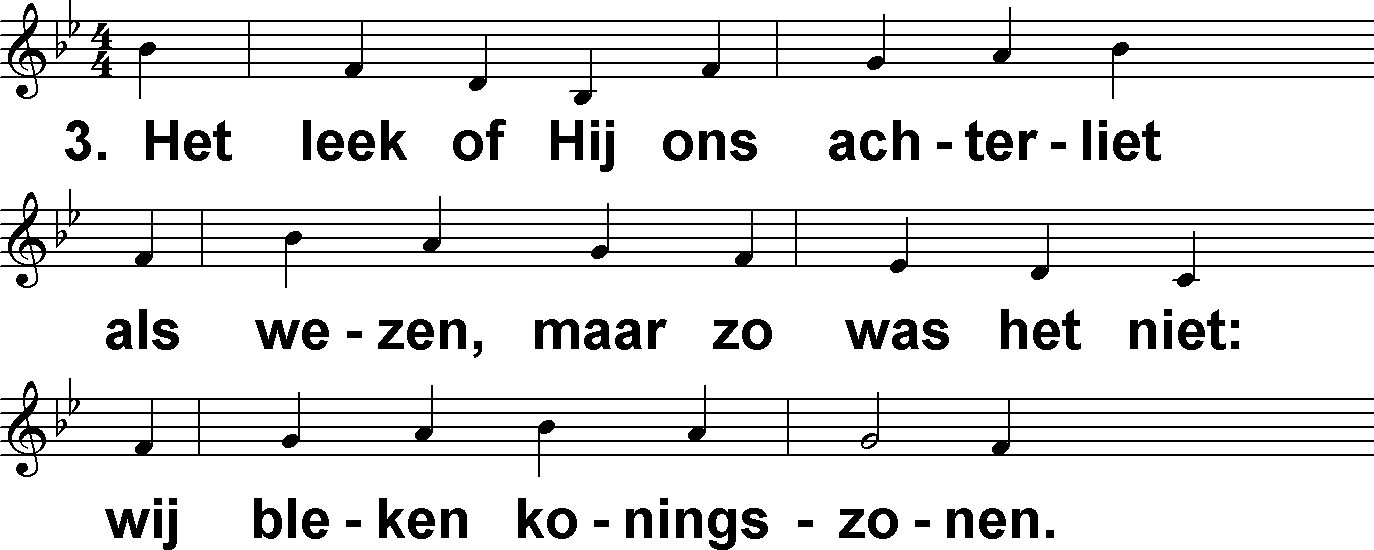 3. Het leek of Hij ons ach - ter - liet
als we - zen, maar zo was het niet:
wij ble - ken ko - nings - zo - nen.